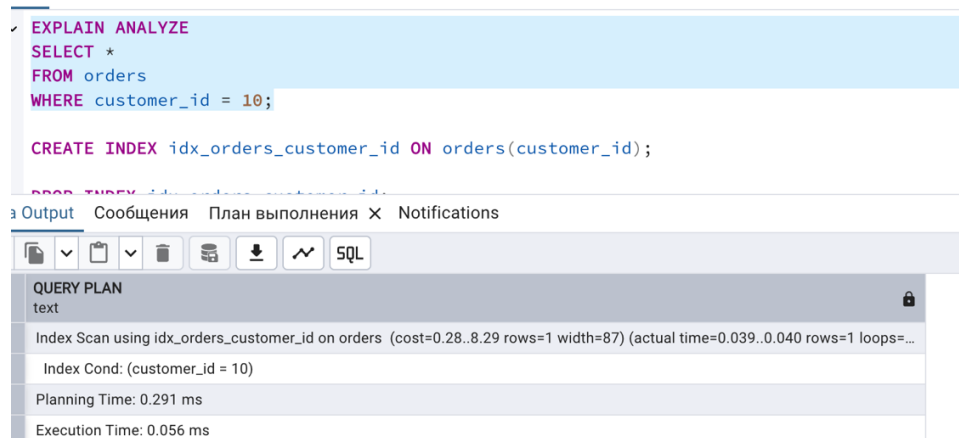 EXPLAIN ANALYZE
SELECT *
FROM orders
WHERE customer_id = 10;
CREATE INDEX idx_orders_customer_id ON orders(customer_id);
DROP INDEX idx_orders_customer_id;
a Output Сообщения План выполнения × Notifications
SQL
QUERY PLAN
text
Index Scan using idx_orders_customer_id on orders (cost=0.28..8.29 rows=1 width=87) (actual time=0.039..0.040 rows=1 loops=...
Index Cond: (customer_id = 10)
Planning Time: 0.291 ms
Execution Time: 0.056 ms